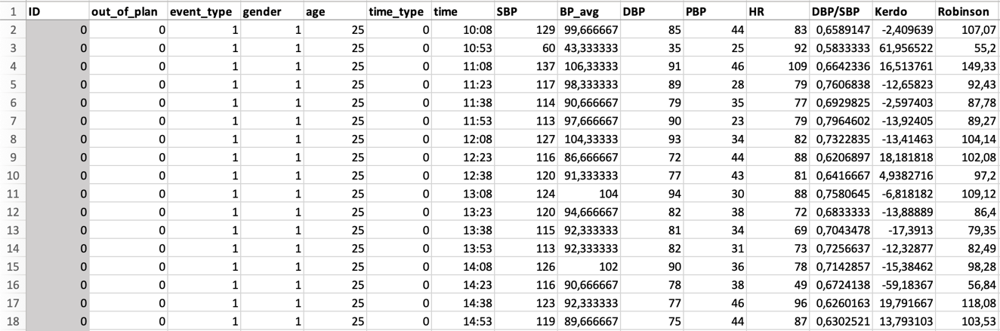 1 ID out_of_plan event_type gender age time_type time SBP BP_avg DBP PBP HR DBP/SBP Kerdo Robinson
2 0 0 1 1 25 0 10:08 129 99,666667 85 44 83 0,6589147 -2,409639 107,07
3 0 0 1 1 25 0 10:53 60 43,333333 35 25 92 0,5833333 61,956522 55,2
4 0 0 1 1 25 0 11:08 137 106,33333 91 46 109 0,6642336 16,513761 149,33
5 0 0 1 1 25 0 11:23 117 98,333333 89 28 79 0,7606838 -12,65823 92,43
6 0 0 1 1 25 0 11:38 114 90,666667 79 35 77 0,6929825 -2,597403 87,78
7 0 0 1 1 25 0 11:53 113 97,666667 90 23 79 0,7964602 -13,92405 89,27
8 0 0 1 1 25 0 12:08 127 104,33333 93 34 82 0,7322835 -13,41463 104,14
9 0 0 1 1 25 0 12:23 116 86,666667 72 44 88 0,6206897 18,181818 102,08
10 0 0 1 1 25 0 12:38 120 91,333333 77 43 81 0,6416667 4,9382716 97,2
11 0 0 1 1 25 0 13:08 124 104 94 30 88 0,7580645 -6,818182 109,12
12 0 0 1 1 25 0 13:23 120 94,666667 82 38 72 0,6833333 -13,88889 86,4
13 0 0 1 1 25 0 13:38 115 92,333333 81 34 69 0,7043478 -17,3913 79,35
14 0 0 1 1 25 0 13:53 113 92,333333 82 31 73 0,7256637 -12,32877 82,49
15 0 0 1 1 25 0 14:08 126 102 90 36 78 0,7142857 -15,38462 98,28
16 0 0 1 1 25 0 14:23 116 90,666667 78 38 49 0,6724138 -59,18367 56,84
17 0 0 1 1 25 0 14:38 123 92,333333 77 46 96 0,6260163 19,791667 118,08
18 0 0 1 1 25 0 14:53 119 89,666667 75 44 87 0,6302521 13,793103 103,53